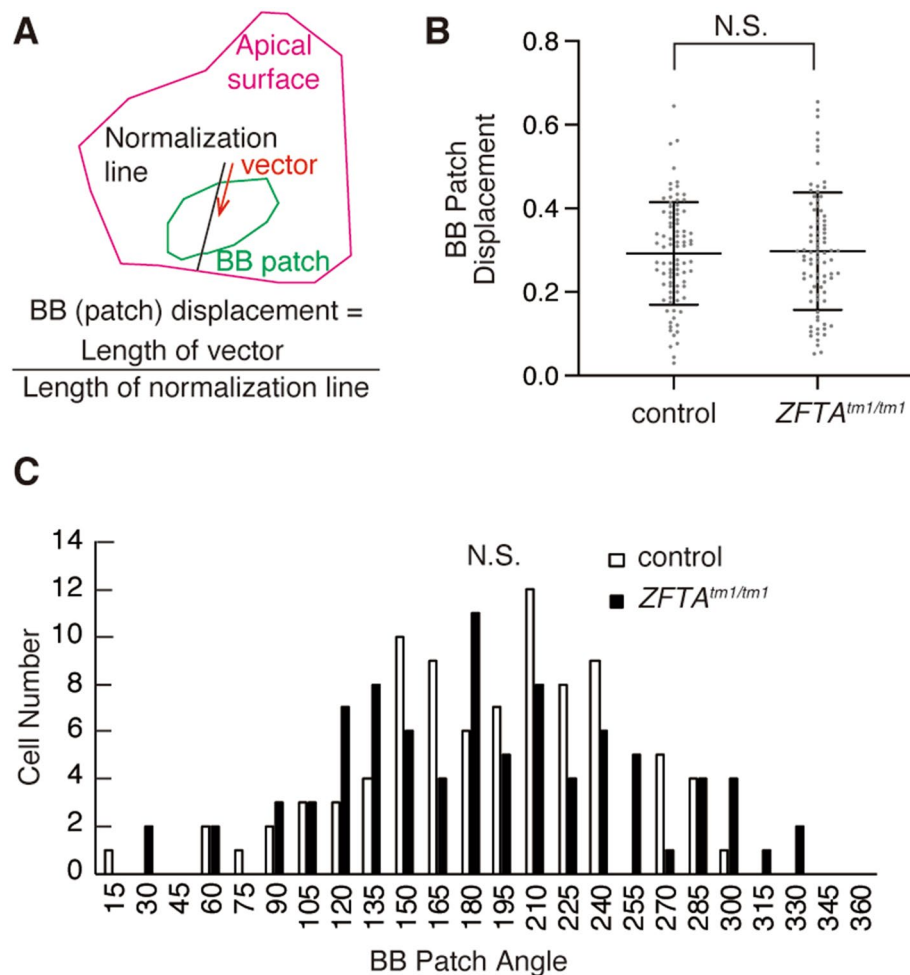 A
Apical
surface
Normalization
line
vector
BB patch
BB (patch) displacement =
Length of vector
Length of normalization line
B
N.S.
0.8
0.6
0.4
0.2
0.0
BB Patch
Displacement
control
ZFTAtm1/tm1
C
14
12
10
8
6
4
2
0
Cell Number
N.S.
control
ZFTAtm1/tm1
15 30 45 60 75 90 105 120 135 150 165 180 195 210 225 240 255 270 285 300 315 330 345 360
BB Patch Angle